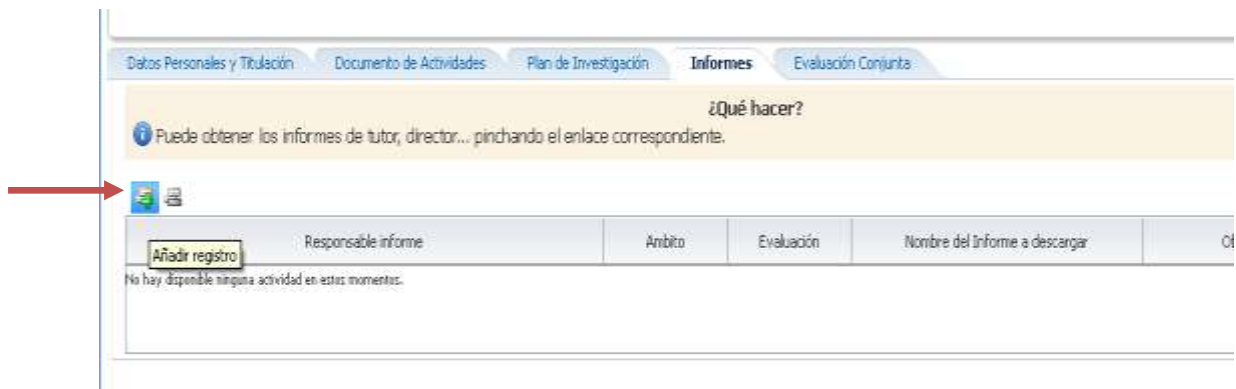 Datos Personales y Titulación Documento de Actividades Plan de Investigación Informes Evaluación Conjunta
¿Qué hacer?
Puede obtener los informes de tutor, director... pinchando el enlace correspondiente.
Responsable informe Ambito Evaluación Nombre del Informe a descargar
Añadir registro
No hay disponible ninguna actividad en estos momentos.